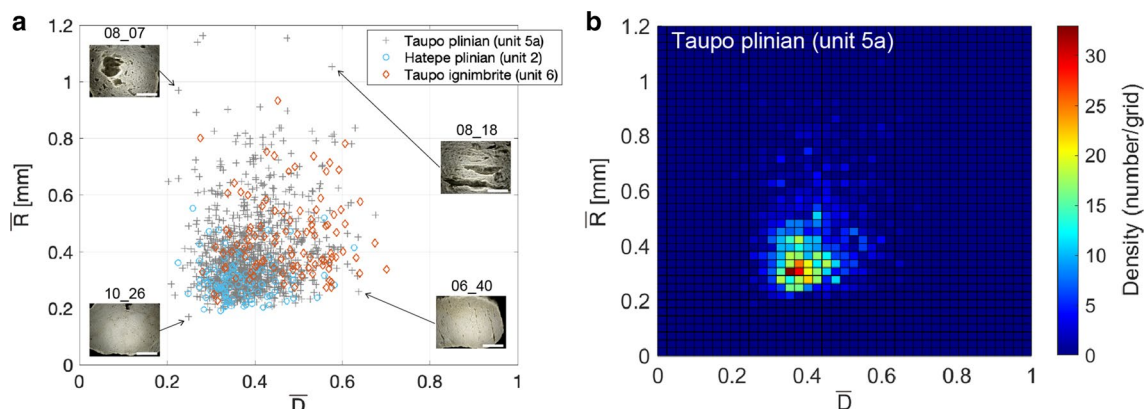 a
1.2
1
0.8
0.6
0.4
0.2
0
R̅ [mm]
0 0.2 0.4 0.6 0.8 1
D̅
08_07
08_18
10_26
06_40
Taupo plinian (unit 5a)
Hatepe plinian (unit 2)
Taupo ignimbrite (unit 6)
b
Taupo plinian (unit 5a)
1.2
1
0.8
0.6
0.4
0.2
0
R̅ [mm]
0 0.2 0.4 0.6 0.8 1
D̅
30
25
20
15
10
5
0
Density (number/grid)